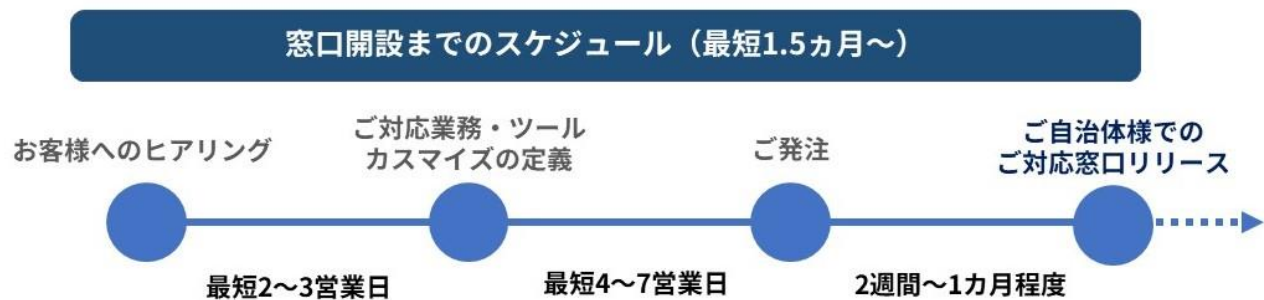 窓口開設までのスケジュール（最短1.5ヵ月～）
お客様へのヒアリング
ご対応業務・ツール
カスマイズの定義
ご発注
ご自治体様での
ご対応窓口リリース
最短2～3営業日
最短4～7営業日
2週間～1カ月程度